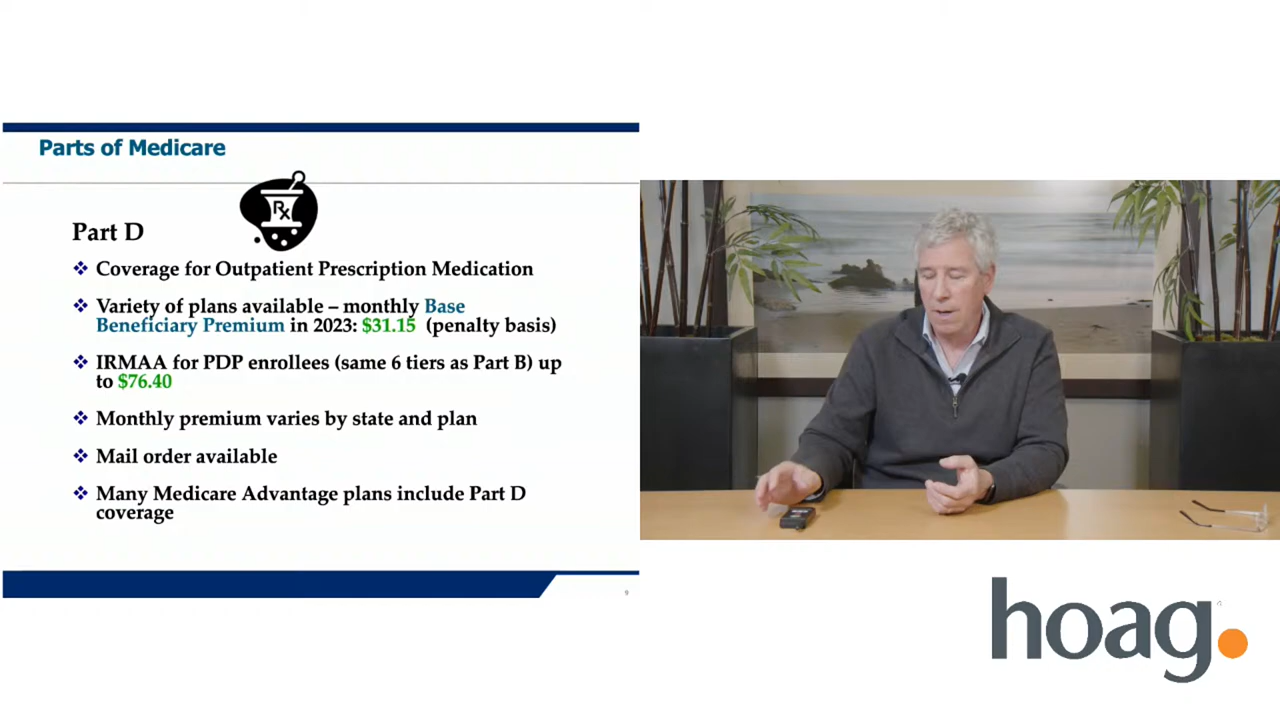 Parts of Medicare
Rx
Part D
❖ Coverage for Outpatient Prescription Medication
❖ Variety of plans available – monthly Base
Beneficiary Premium in 2023: $31.15 (penalty basis)
❖ IRMAA for PDP enrollees (same 6 tiers as Part B) up
to $76.40
❖ Monthly premium varies by state and plan
❖ Mail order available
❖ Many Medicare Advantage plans include Part D
coverage
hoag.